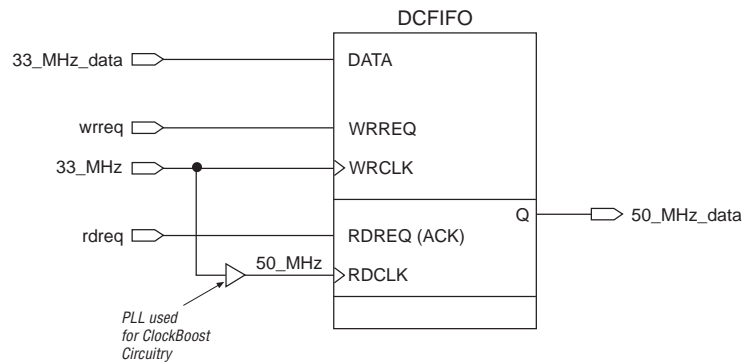 DCFIFO
33_MHz_data
DATA
wrreq
WRREQ
33_MHz
WRCLK
Q
50_MHz_data
rdreq
RDREQ (ACK)
50_MHz
RDCLK
PLL used
for ClockBoost
Circuitry